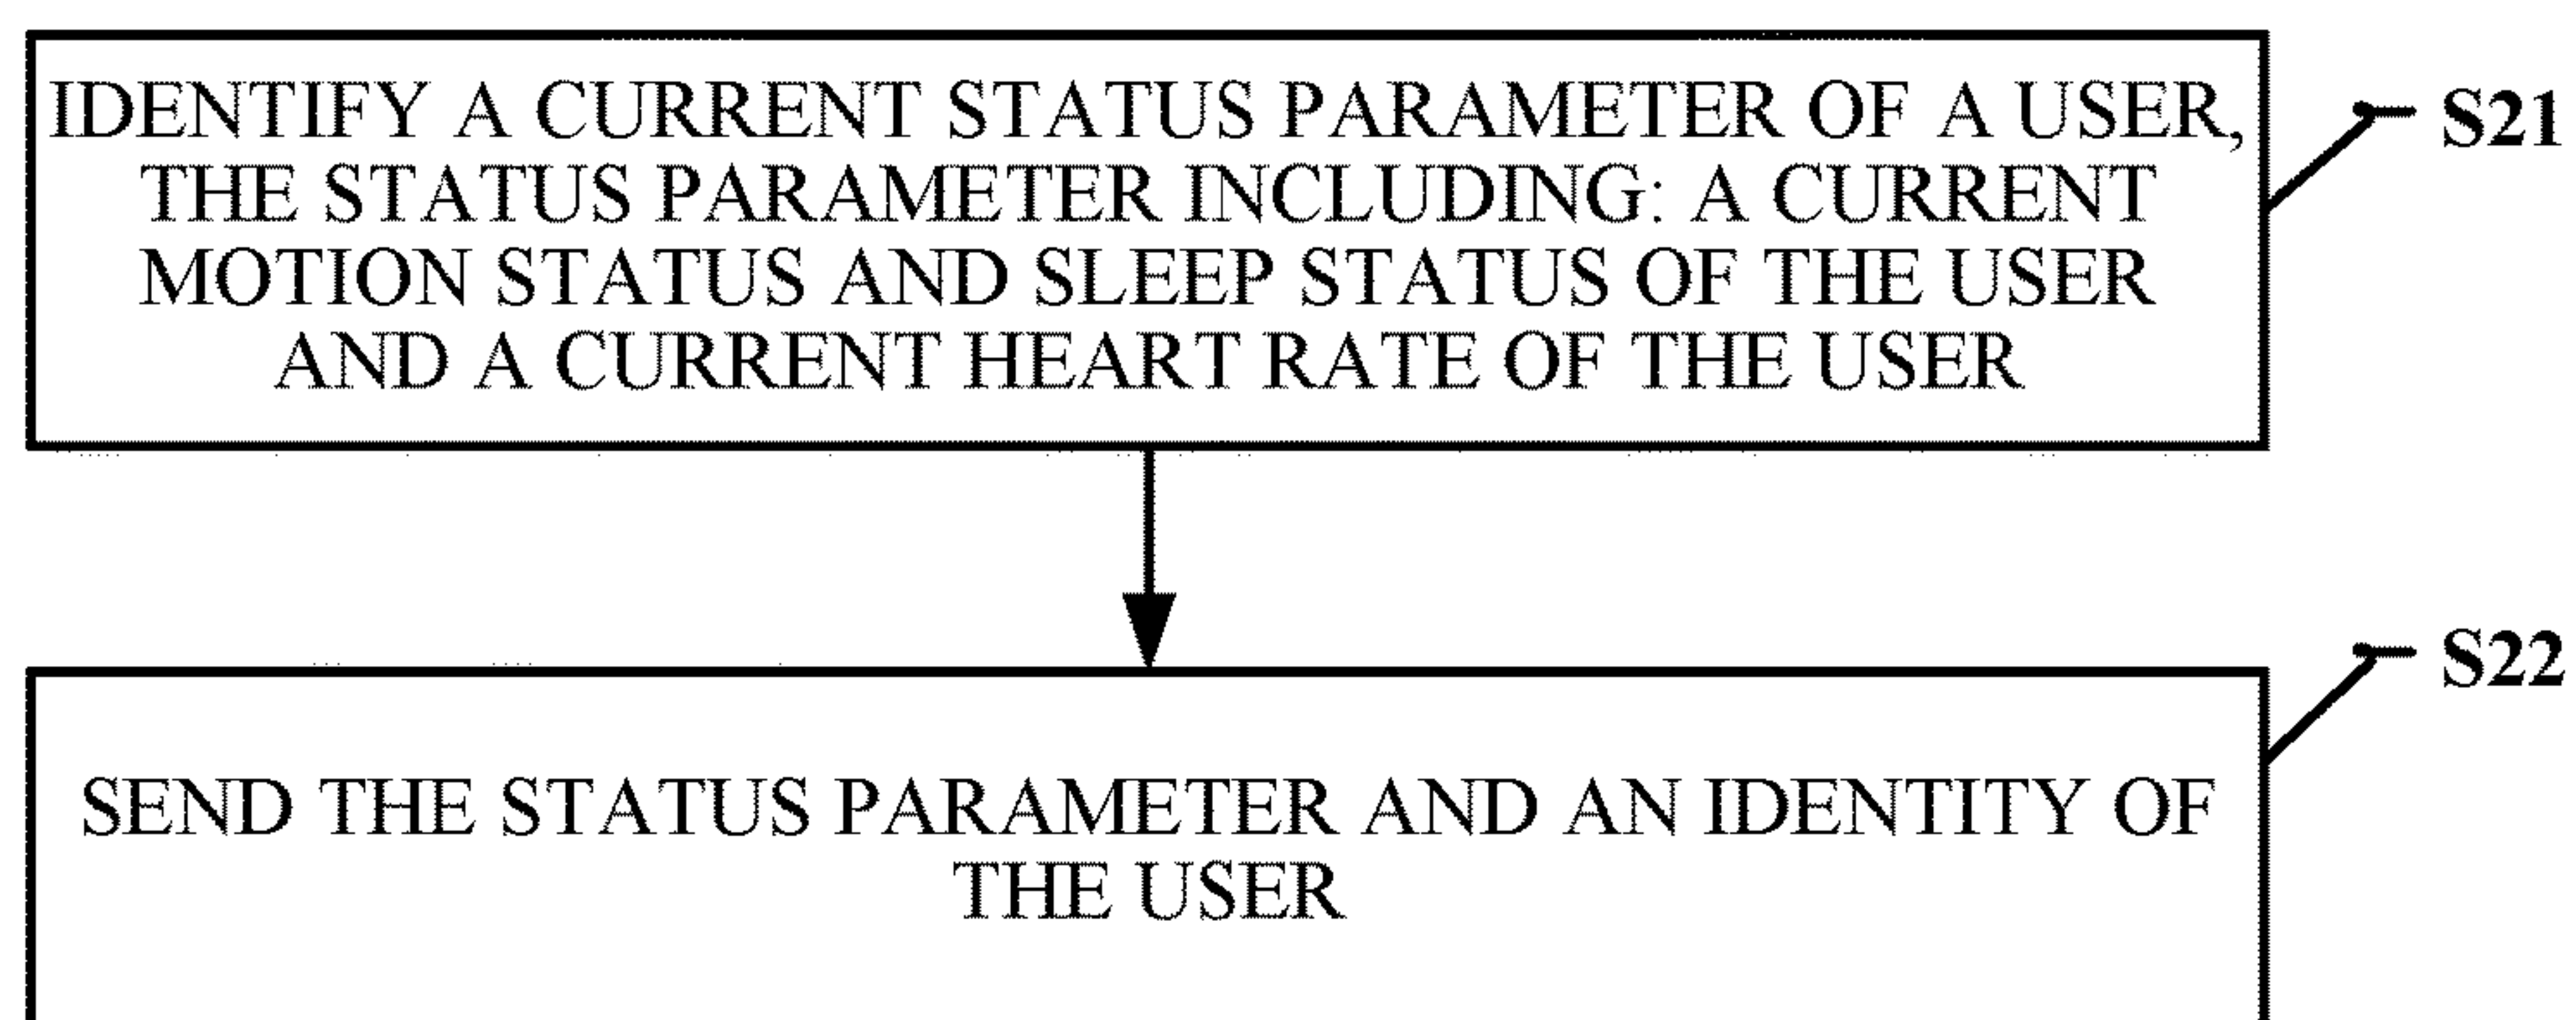 IDENTIFY A CURRENT STATUS PARAMETER OF A USER,
THE STATUS PARAMETER INCLUDING: A CURRENT
MOTION STATUS AND SLEEP STATUS OF THE USER
AND A CURRENT HEART RATE OF THE USER
S21
SEND THE STATUS PARAMETER AND AN IDENTITY OF
THE USER
S22